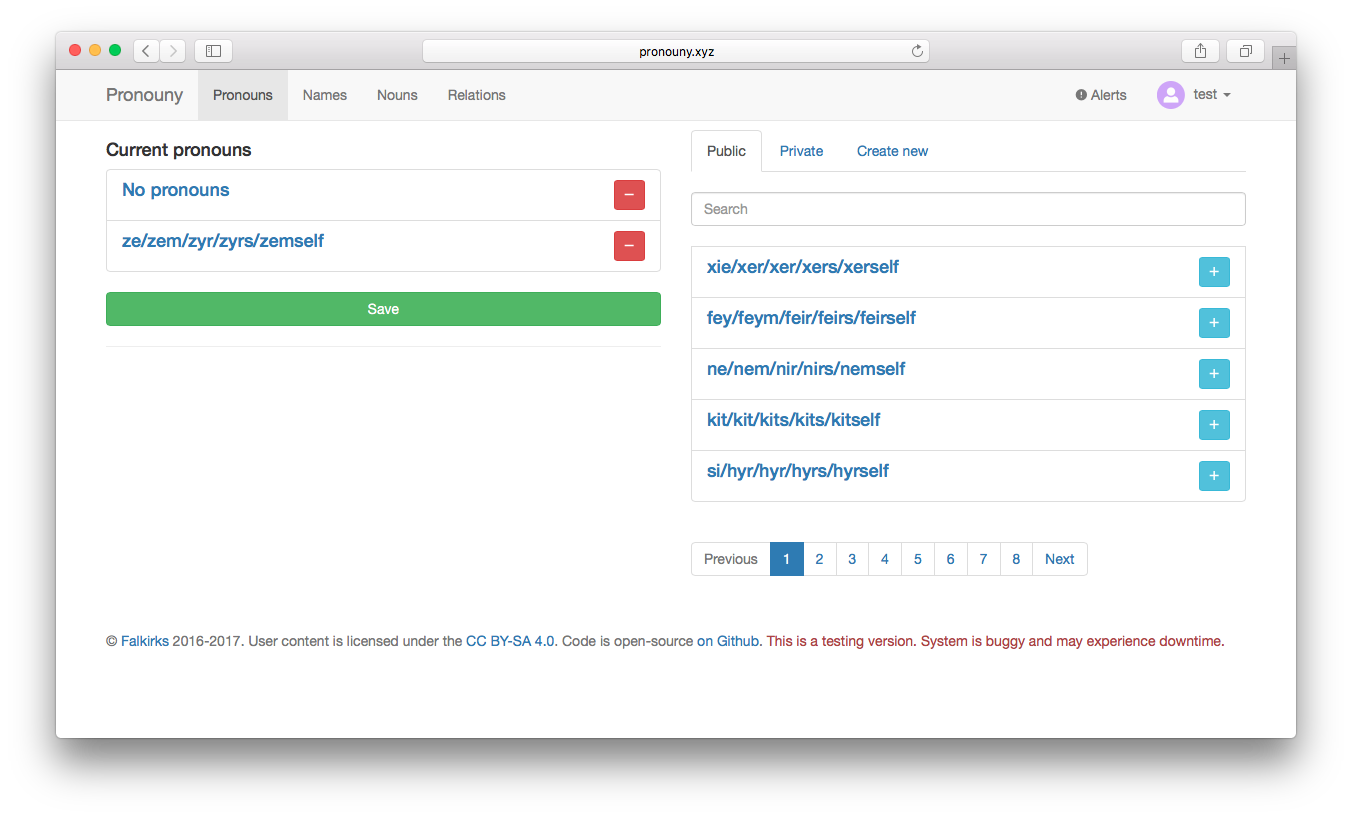 pronouny.xyz
Pronouny Pronouns Names Nouns Relations Alerts test
Current pronouns
No pronouns
ze/zem/zyr/zyrs/zemself
Save
Public Private Create new
Search
xie/xer/xer/xers/xerself
fey/feym/feir/feirs/feirself
ne/nem/nir/nirs/nemself
kit/kit/kits/kits/kitself
si/hyr/hyr/hyrs/hyrself
Previous 1 2 3 4 5 6 7 8 Next
© Falkirks 2016-2017. User content is licensed under the CC BY-SA 4.0. Code is open-source on Github. This is a testing version. System is buggy and may experience downtime.